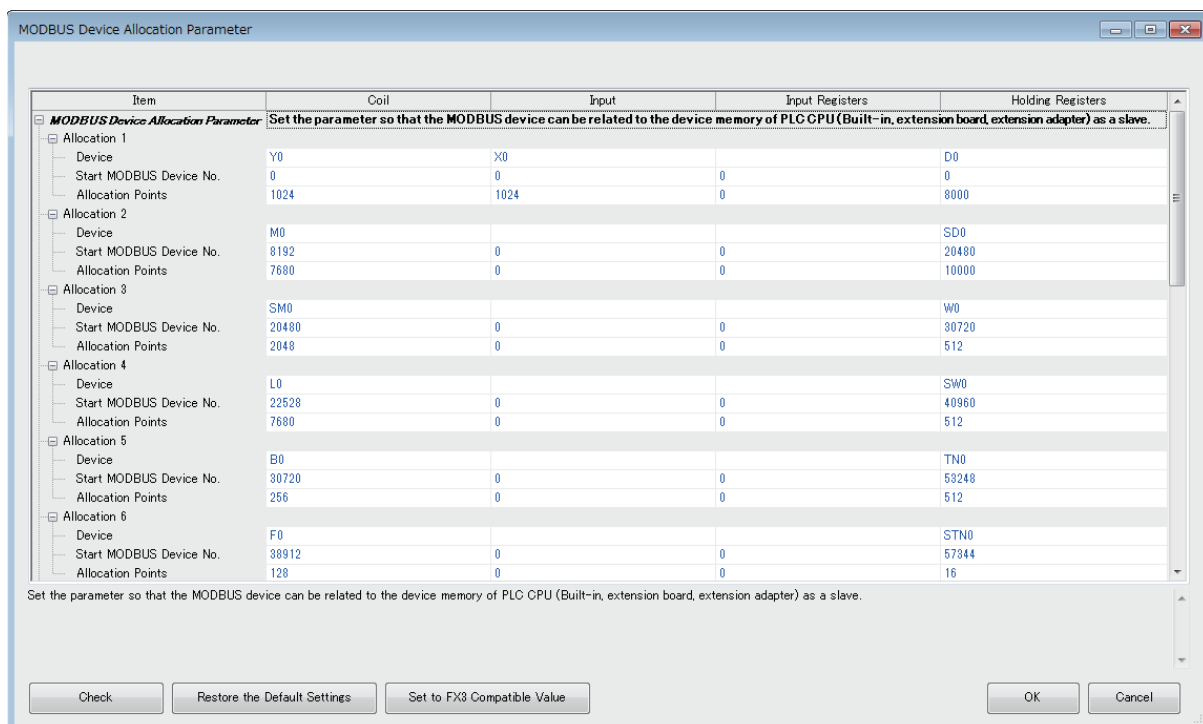 MODBUS Device Allocation Parameter
Item Coil Input Input Registers Holding Registers
MODBUS Device Allocation Parameter Set the parameter so that the MODBUS device can be related to the device memory of PLC CPU (Built-in, extension board, extension adapter) as a slave.
Allocation 1
Device Y0 X0 D0
Start MODBUS Device No. 0 0 0 0
Allocation Points 1024 1024 0 8000
Allocation 2
Device M0 SD0
Start MODBUS Device No. 8192 0 0 20480
Allocation Points 7680 0 0 10000
Allocation 3
Device SM0 W0
Start MODBUS Device No. 20480 0 0 30720
Allocation Points 2048 0 0 512
Allocation 4
Device L0 SW0
Start MODBUS Device No. 22528 0 0 40960
Allocation Points 7680 0 0 512
Allocation 5
Device B0 TN0
Start MODBUS Device No. 30720 0 0 53248
Allocation Points 256 0 0 512
Allocation 6
Device F0 STN0
Start MODBUS Device No. 38912 0 0 57344
Allocation Points 128 0 0 16
Set the parameter so that the MODBUS device can be related to the device memory of PLC CPU (Built-in, extension board, extension adapter) as a slave.
Check Restore the Default Settings Set to FX3 Compatible Value OK Cancel